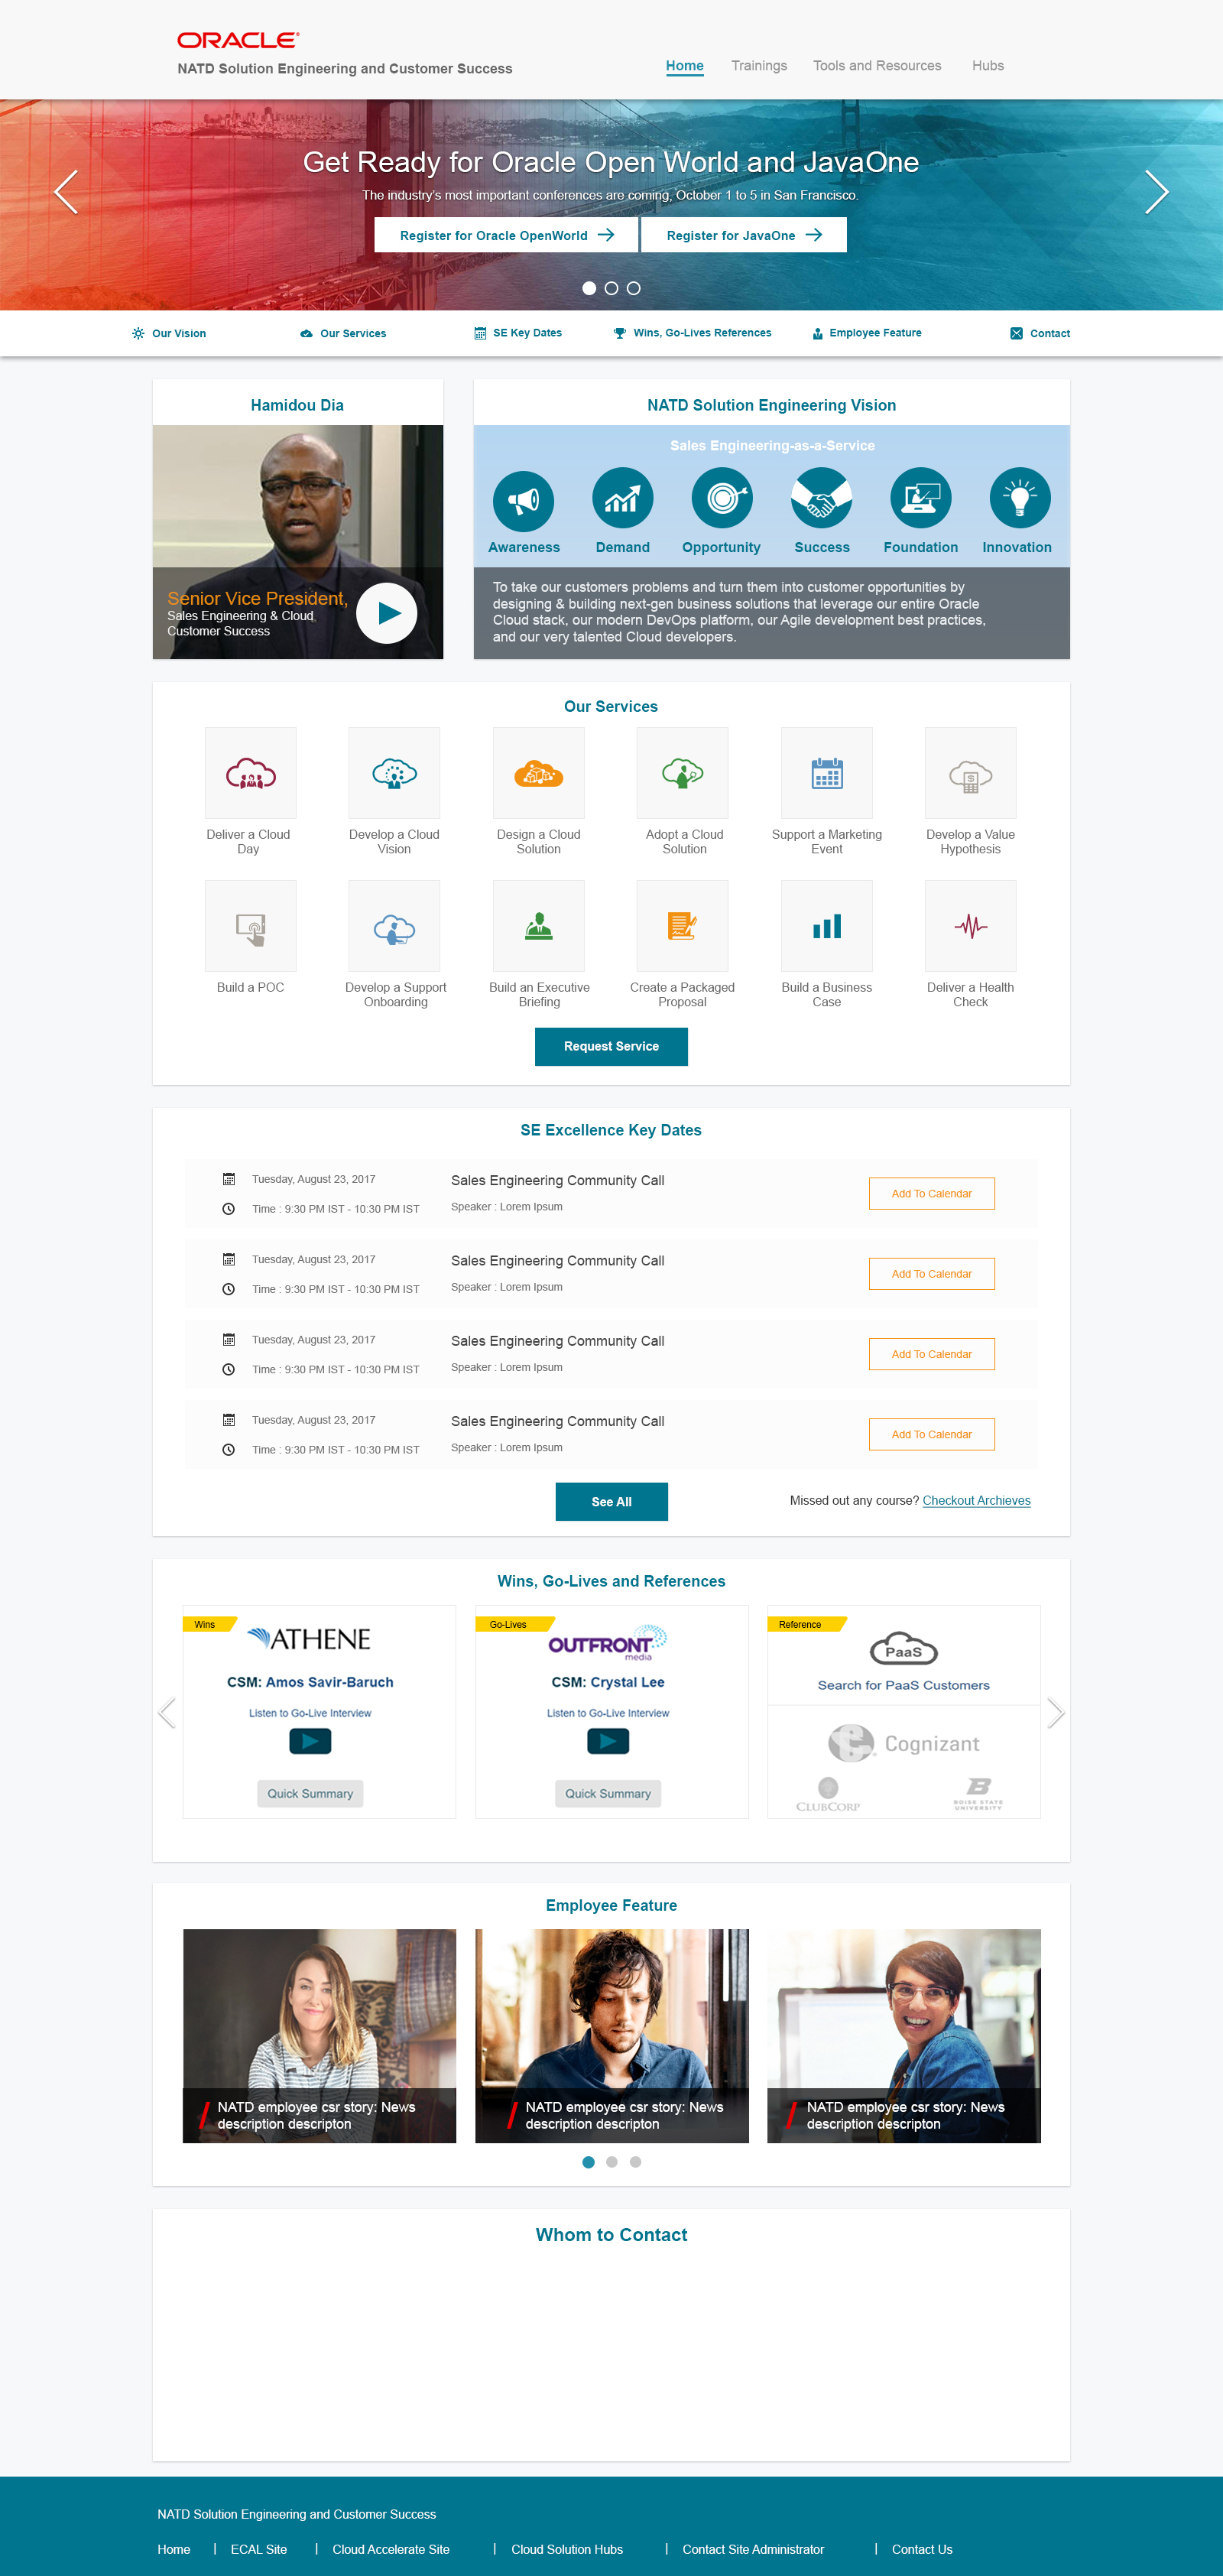 ORACLE®
NATD Solution Engineering and Customer Success
Home Trainings Tools and Resources Hubs
Get Ready for Oracle Open World and JavaOne
The industry's most important conferences are coming, October 1 to 5 in San Francisco.
Register for Oracle OpenWorld Register for JavaOne
Our Vision Our Services SE Key Dates Wins, Go-Lives References Employee Feature Contact
Hamidou Dia
Senior Vice President,
Sales Engineering & Cloud
Customer Success
NATD Solution Engineering Vision
Sales Engineering-as-a-Service
Awareness Demand Opportunity Success Foundation Innovation
To take our customers problems and turn them into customer opportunities by
designing & building next-gen business solutions that leverage our entire Oracle
Cloud stack, our modern DevOps platform, our Agile development best practices,
and our very talented Cloud developers.
Our Services
Deliver a Cloud
Day
Develop a Cloud
Vision
Design a Cloud
Solution
Adopt a Cloud
Solution
Support a Marketing
Event
Develop a Value
Hypothesis
Build a POC
Develop a Support
Onboarding
Build an Executive
Briefing
Create a Packaged
Proposal
Build a Business
Case
Deliver a Health
Check
Request Service
SE Excellence Key Dates
Tuesday, August 23, 2017
Time : 9:30 PM IST - 10:30 PM IST
Sales Engineering Community Call
Speaker : Lorem Ipsum
Add To Calendar
Tuesday, August 23, 2017
Time : 9:30 PM IST - 10:30 PM IST
Sales Engineering Community Call
Speaker : Lorem Ipsum
Add To Calendar
Tuesday, August 23, 2017
Time : 9:30 PM IST - 10:30 PM IST
Sales Engineering Community Call
Speaker : Lorem Ipsum
Add To Calendar
Tuesday, August 23, 2017
Time : 9:30 PM IST - 10:30 PM IST
Sales Engineering Community Call
Speaker : Lorem Ipsum
Add To Calendar
See All
Missed out any course? Checkout Archieves
Wins, Go-Lives and References
Wins
ATHENE
CSM: Amos Savir-Baruch
Listen to Go-Live Interview
Quick Summary
Go-Lives
OUTFRONT
media
CSM: Crystal Lee
Listen to Go-Live Interview
Quick Summary
Reference
PaaS
Search for PaaS Customers
Cognizant
CLUBCORP
B
BOISE STATE
UNIVERSITY
Employee Feature
NATD employee csr story: News
description descripton
NATD employee csr story: News
description descripton
NATD employee csr story: News
description descripton
Whom to Contact
NATD Solution Engineering and Customer Success
Home | ECAL Site | Cloud Accelerate Site | Cloud Solution Hubs | Contact Site Administrator | Contact Us